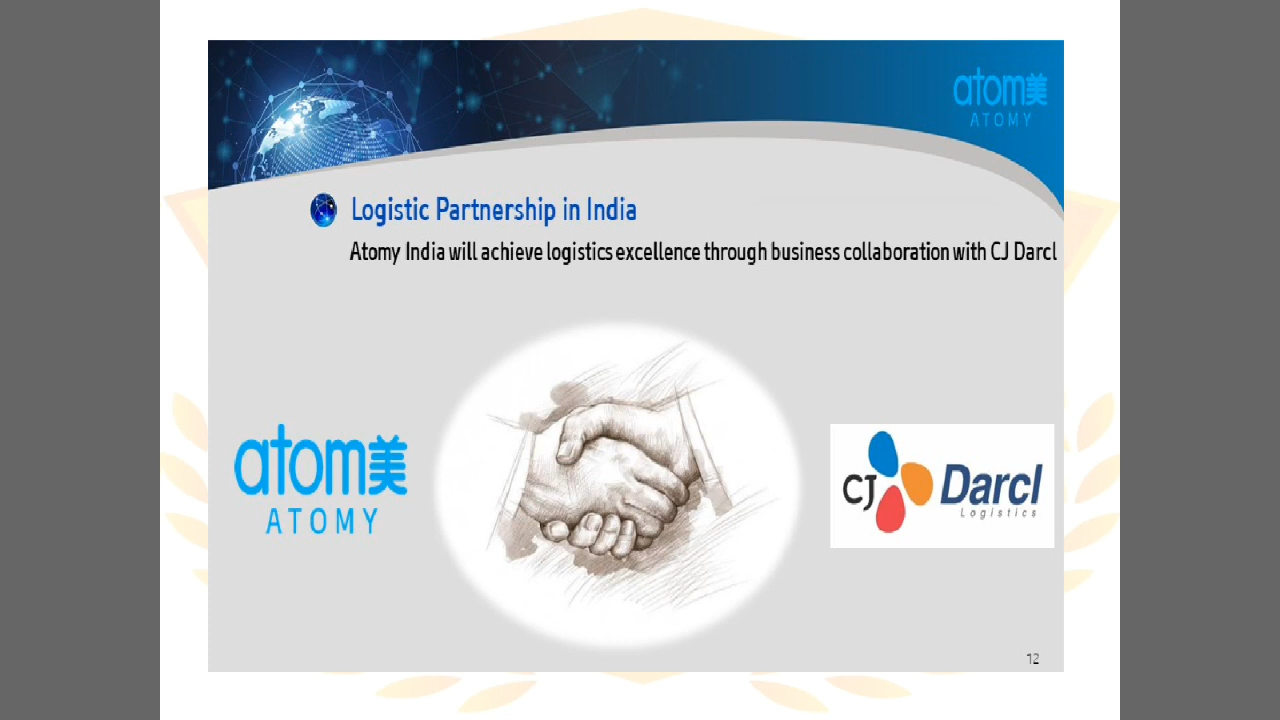 atom美
ATOMY
Logistic Partnership in India
Atomy India will achieve logistics excellence through business collaboration with CJ Darcl
atom美
ATOMY
CJ Darcl
Logistics
12